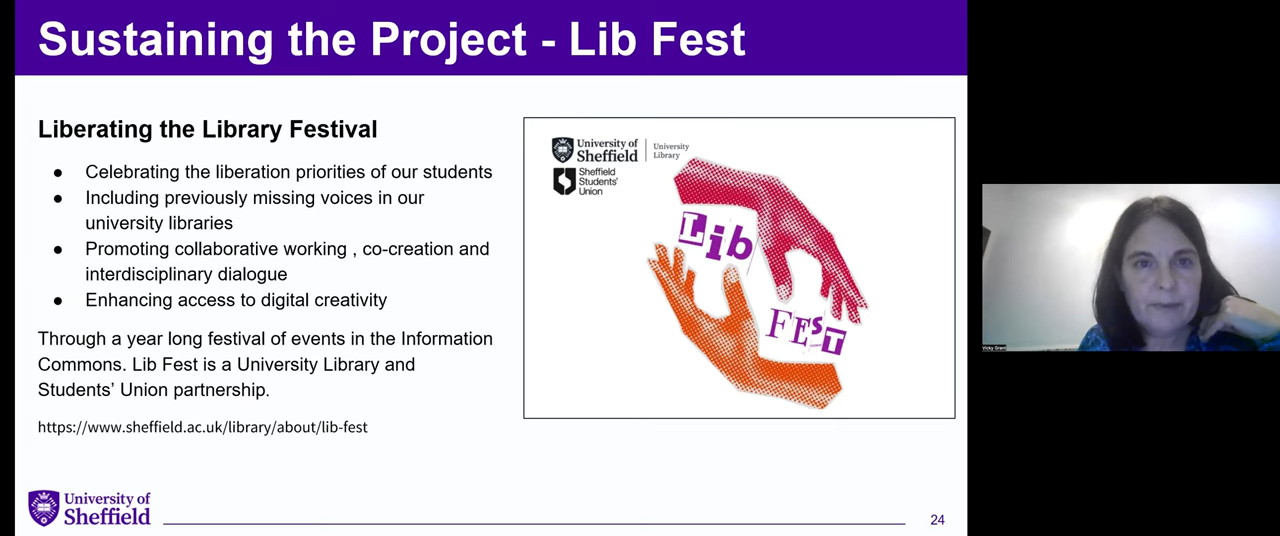 Sustaining the Project - Lib Fest
Liberating the Library Festival
● Celebrating the liberation priorities of our students
● Including previously missing voices in our
university libraries
● Promoting collaborative working , co-creation and
interdisciplinary dialogue
● Enhancing access to digital creativity
Through a year long festival of events in the Information
Commons. Lib Fest is a University Library and
Students’ Union partnership.
https://www.sheffield.ac.uk/library/about/lib-fest
University of
Sheffield
University
Library
Sheffield
Students'
Union
Lib
FEST
University of
Sheffield
24
Vicky Grant